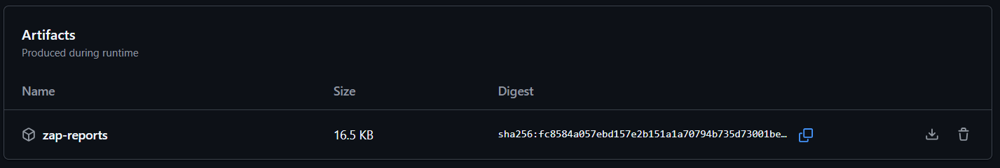 Artifacts
Produced during runtime
Name Size Digest
zap-reports 16.5 KB sha256:fc8584a057ebd157e2b151a1a70794b735d73001be…